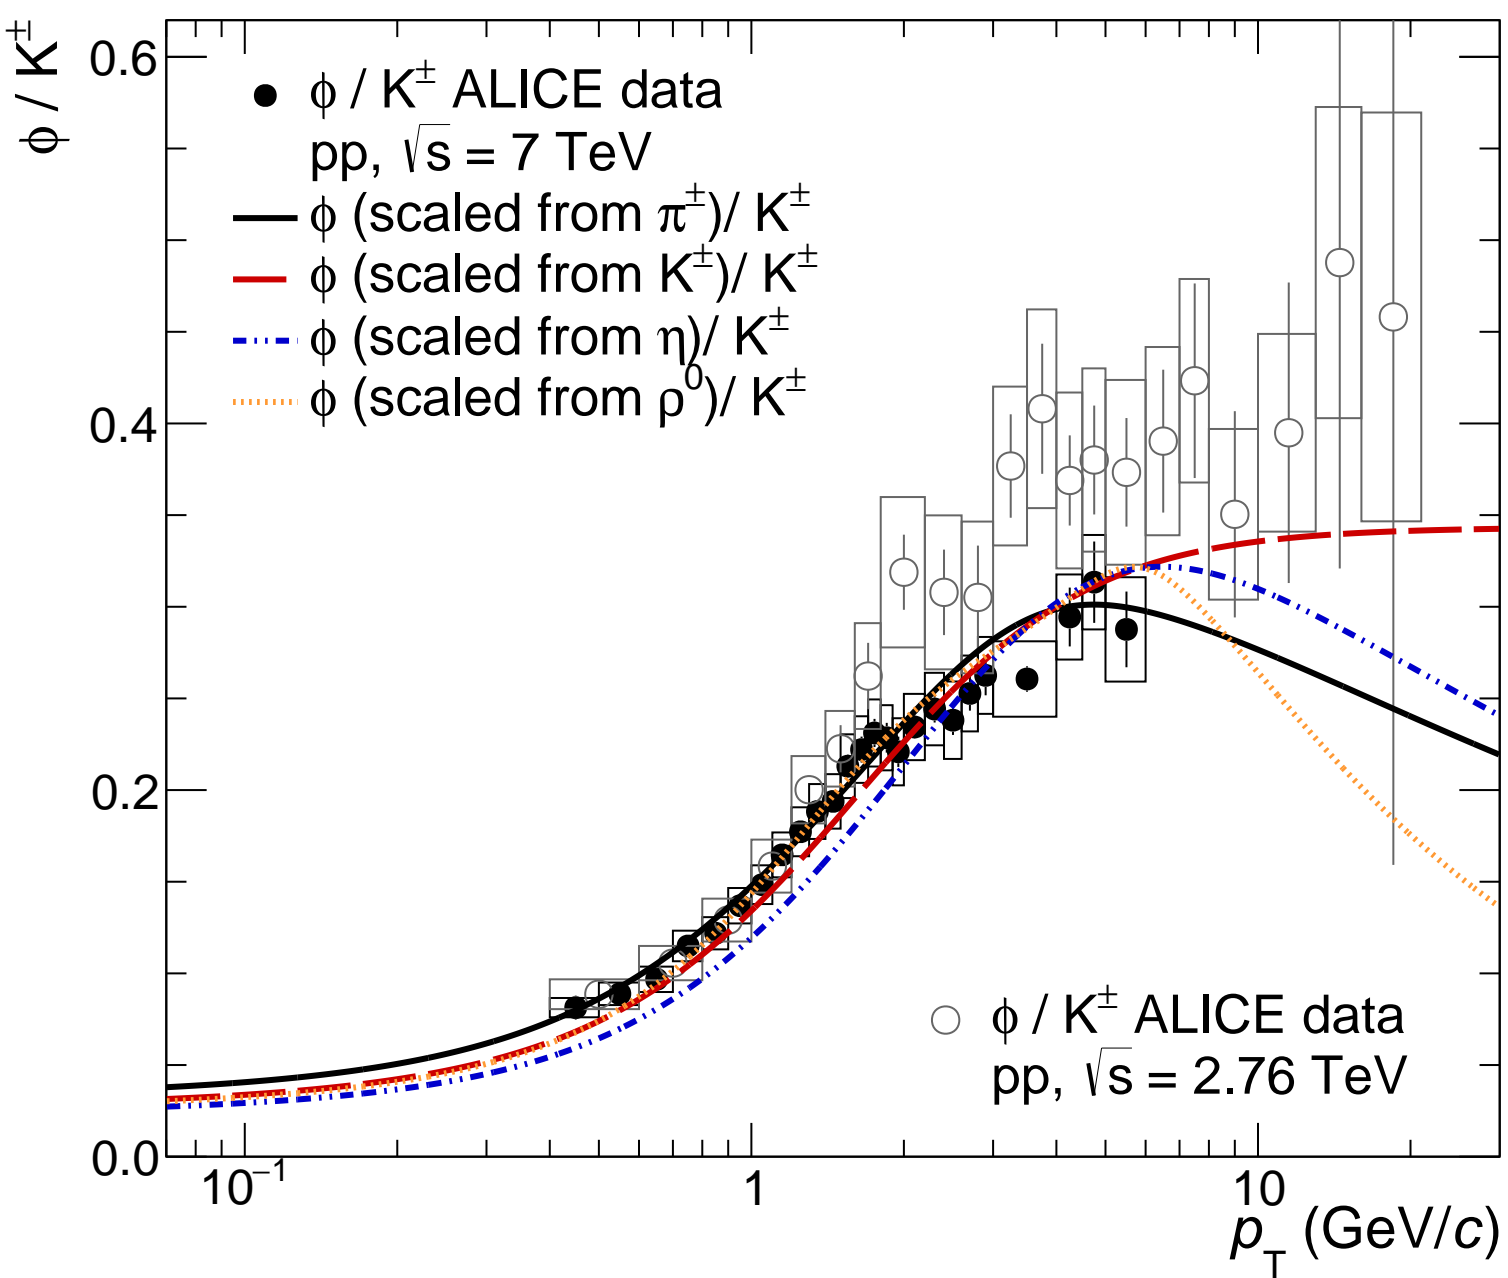 ϕ / K±
0.6
0.4
0.2
0.0
ϕ / K± ALICE data
pp, √s = 7 TeV
ϕ (scaled from π±)/ K±
ϕ (scaled from K±)/ K±
ϕ (scaled from η)/ K±
ϕ (scaled from ρ⁰)/ K±
ϕ / K± ALICE data
pp, √s = 2.76 TeV
10⁻¹ 1 10
p_T (GeV/c)